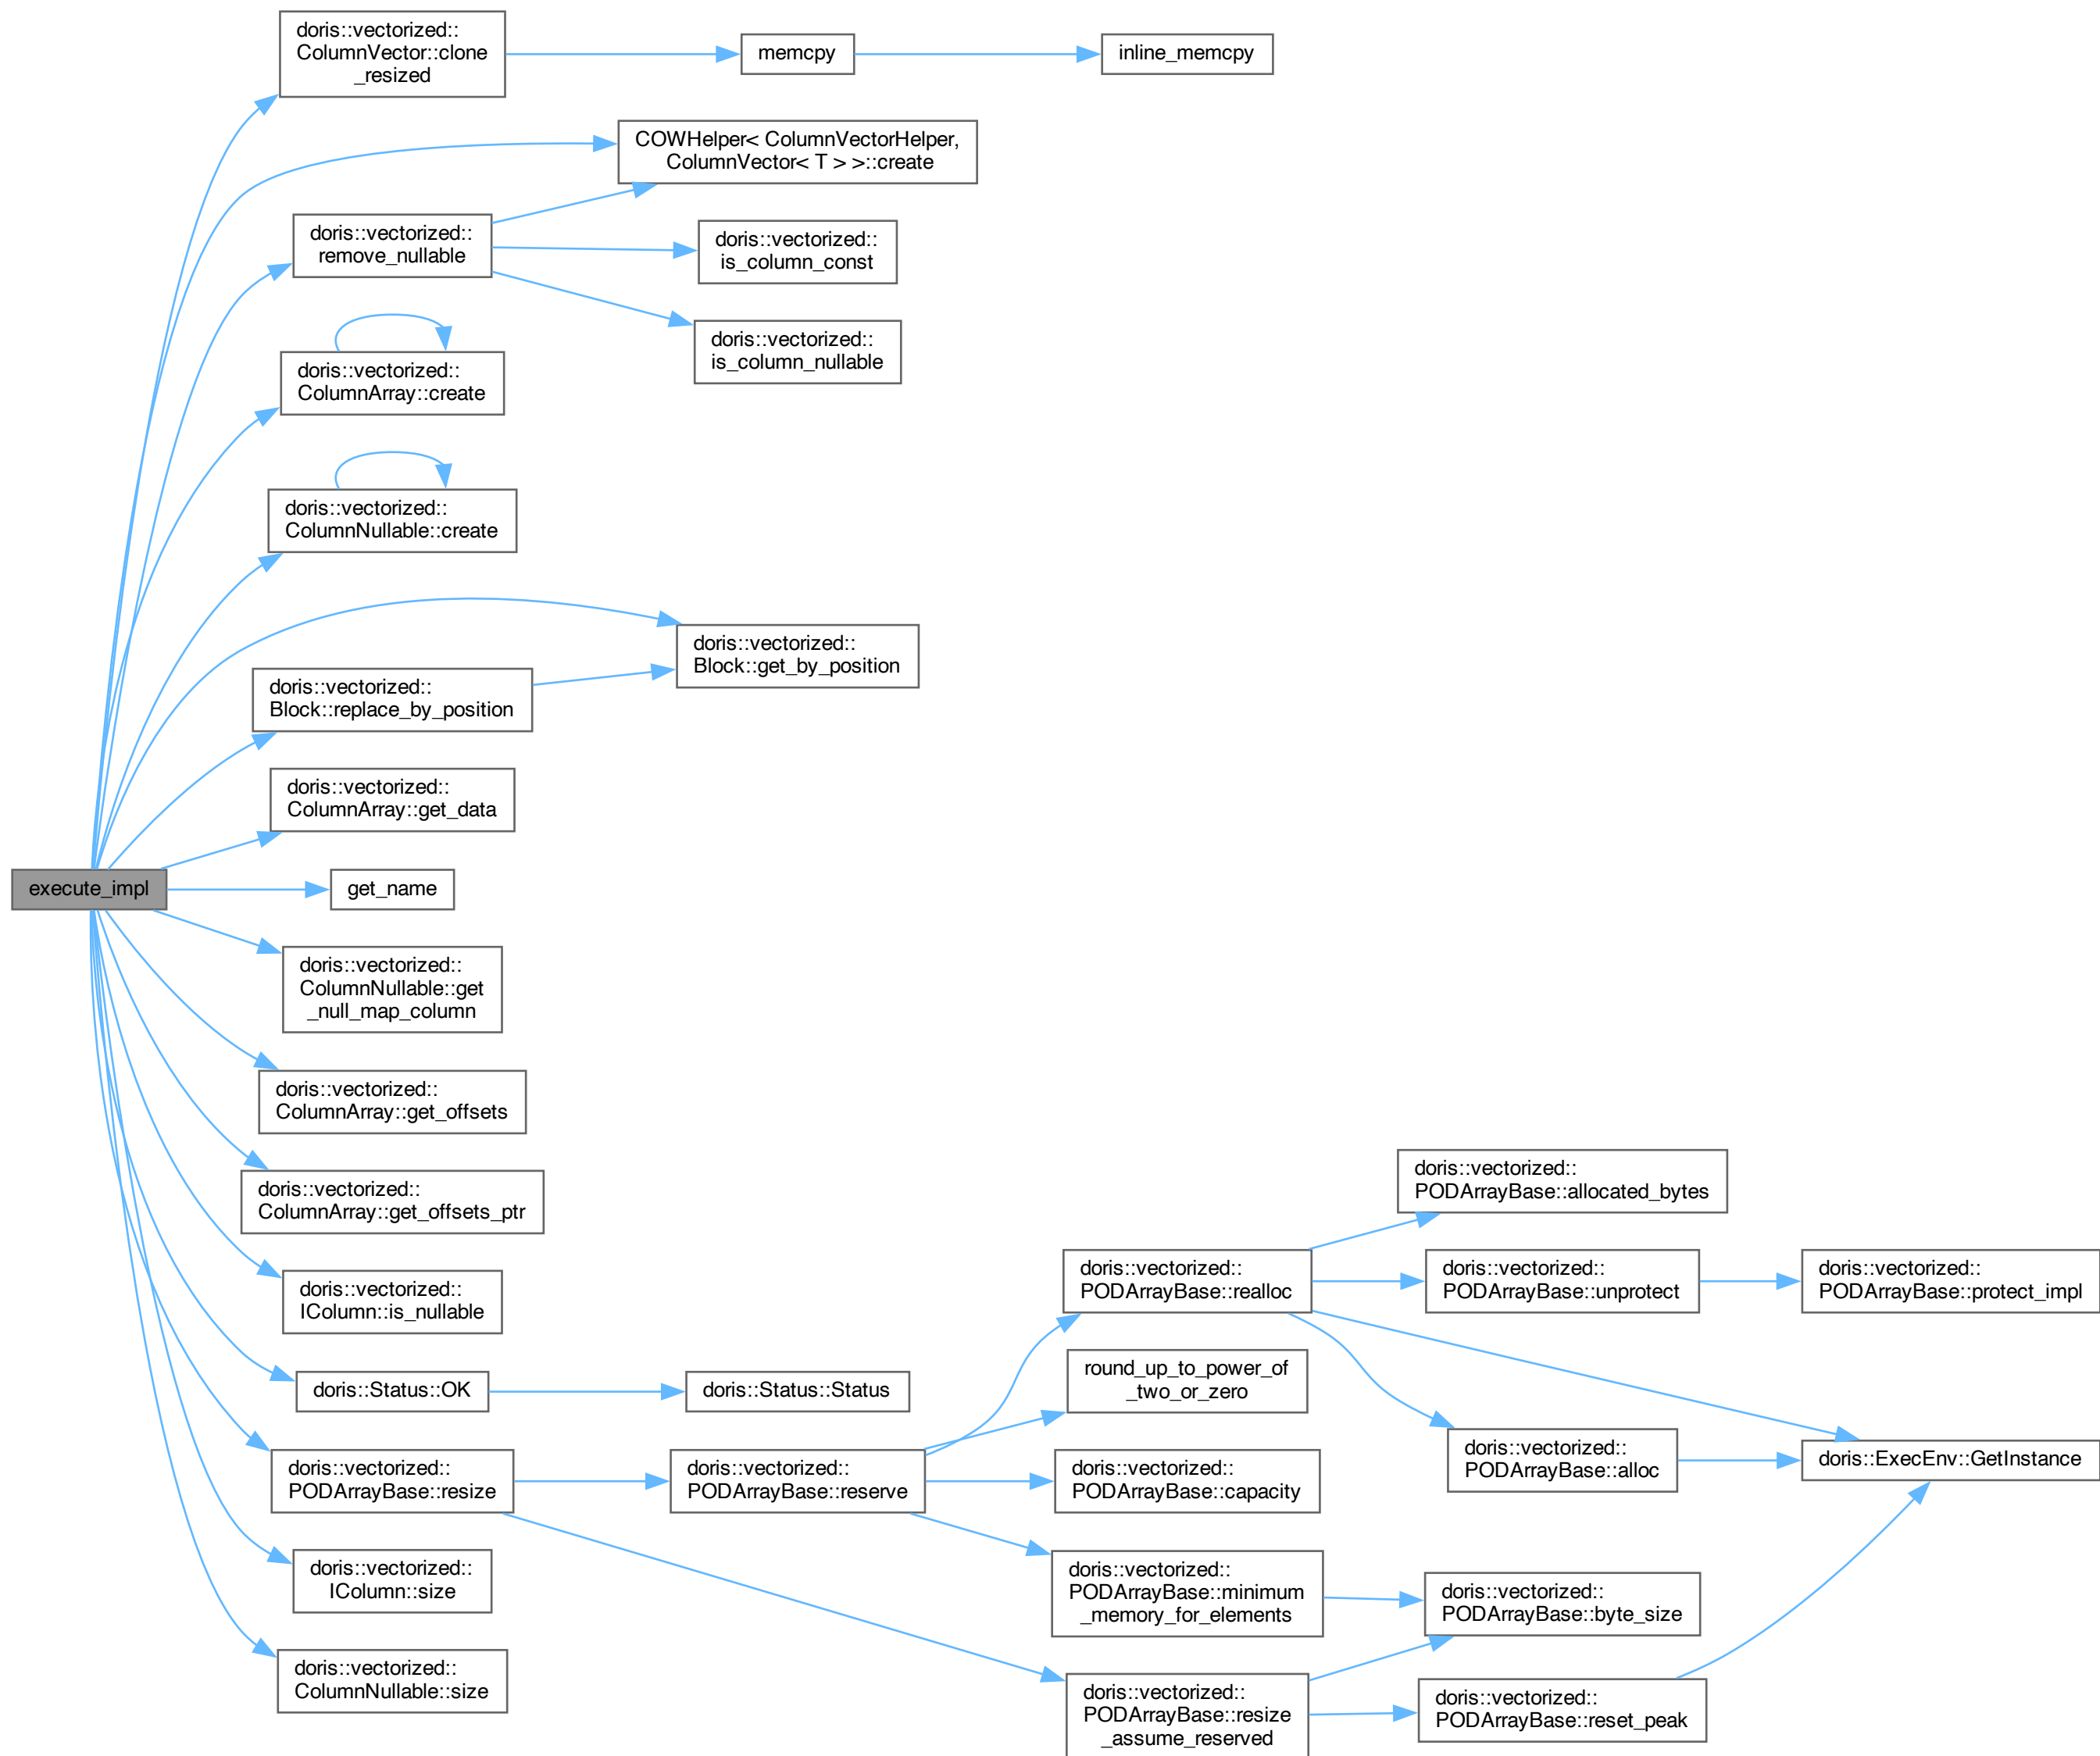 doris::vectorized::
ColumnVector::clone
_resized
memcpy
inline_memcpy
COWHelper< ColumnVectorHelper,
ColumnVector< T > >::create
doris::vectorized::
remove_nullable
doris::vectorized::
is_column_const
doris::vectorized::
is_column_nullable
doris::vectorized::
ColumnArray::create
doris::vectorized::
ColumnNullable::create
doris::vectorized::
Block::get_by_position
doris::vectorized::
Block::replace_by_position
doris::vectorized::
ColumnArray::get_data
execute_impl
get_name
doris::vectorized::
ColumnNullable::get
_null_map_column
doris::vectorized::
ColumnArray::get_offsets
doris::vectorized::
ColumnArray::get_offsets_ptr
doris::vectorized::
PODArrayBase::allocated_bytes
doris::vectorized::
IColumn::is_nullable
doris::vectorized::
PODArrayBase::realloc
doris::vectorized::
PODArrayBase::unprotect
doris::vectorized::
PODArrayBase::protect_impl
doris::Status::OK
doris::Status::Status
round_up_to_power_of
_two_or_zero
doris::vectorized::
PODArrayBase::alloc
doris::ExecEnv::GetInstance
doris::vectorized::
PODArrayBase::resize
doris::vectorized::
PODArrayBase::reserve
doris::vectorized::
PODArrayBase::capacity
doris::vectorized::
IColumn::size
doris::vectorized::
PODArrayBase::minimum
_memory_for_elements
doris::vectorized::
PODArrayBase::byte_size
doris::vectorized::
ColumnNullable::size
doris::vectorized::
PODArrayBase::resize
_assume_reserved
doris::vectorized::
PODArrayBase::reset_peak